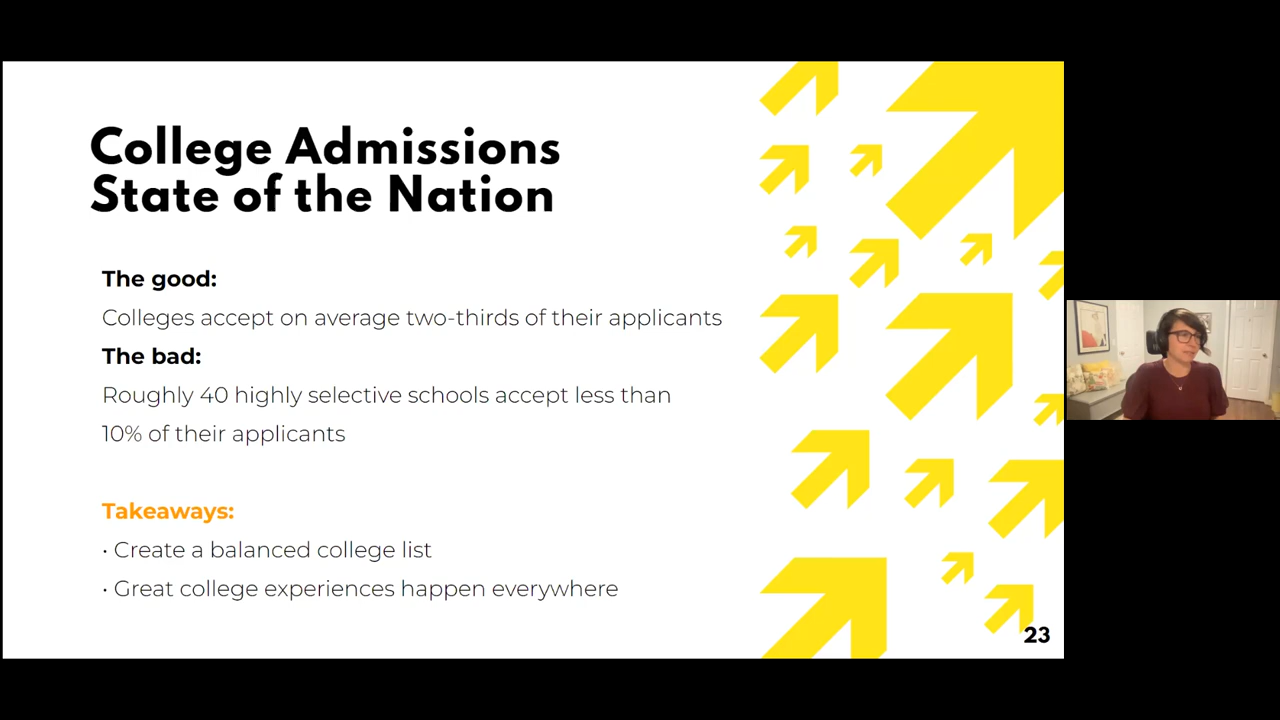 College Admissions
State of the Nation
The good:
Colleges accept on average two-thirds of their applicants
The bad:
Roughly 40 highly selective schools accept less than
10% of their applicants
Takeaways:
• Create a balanced college list
• Great college experiences happen everywhere
23